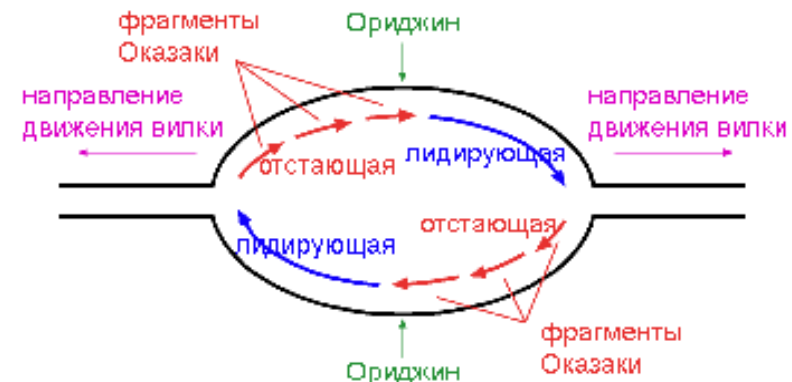 фрагменты
Оказаки
Ориджин
направление
движения вилки
направление
движения вилки
отстающая
лидирующая
лидирующая
отстающая
фрагменты
Оказаки
Ориджин